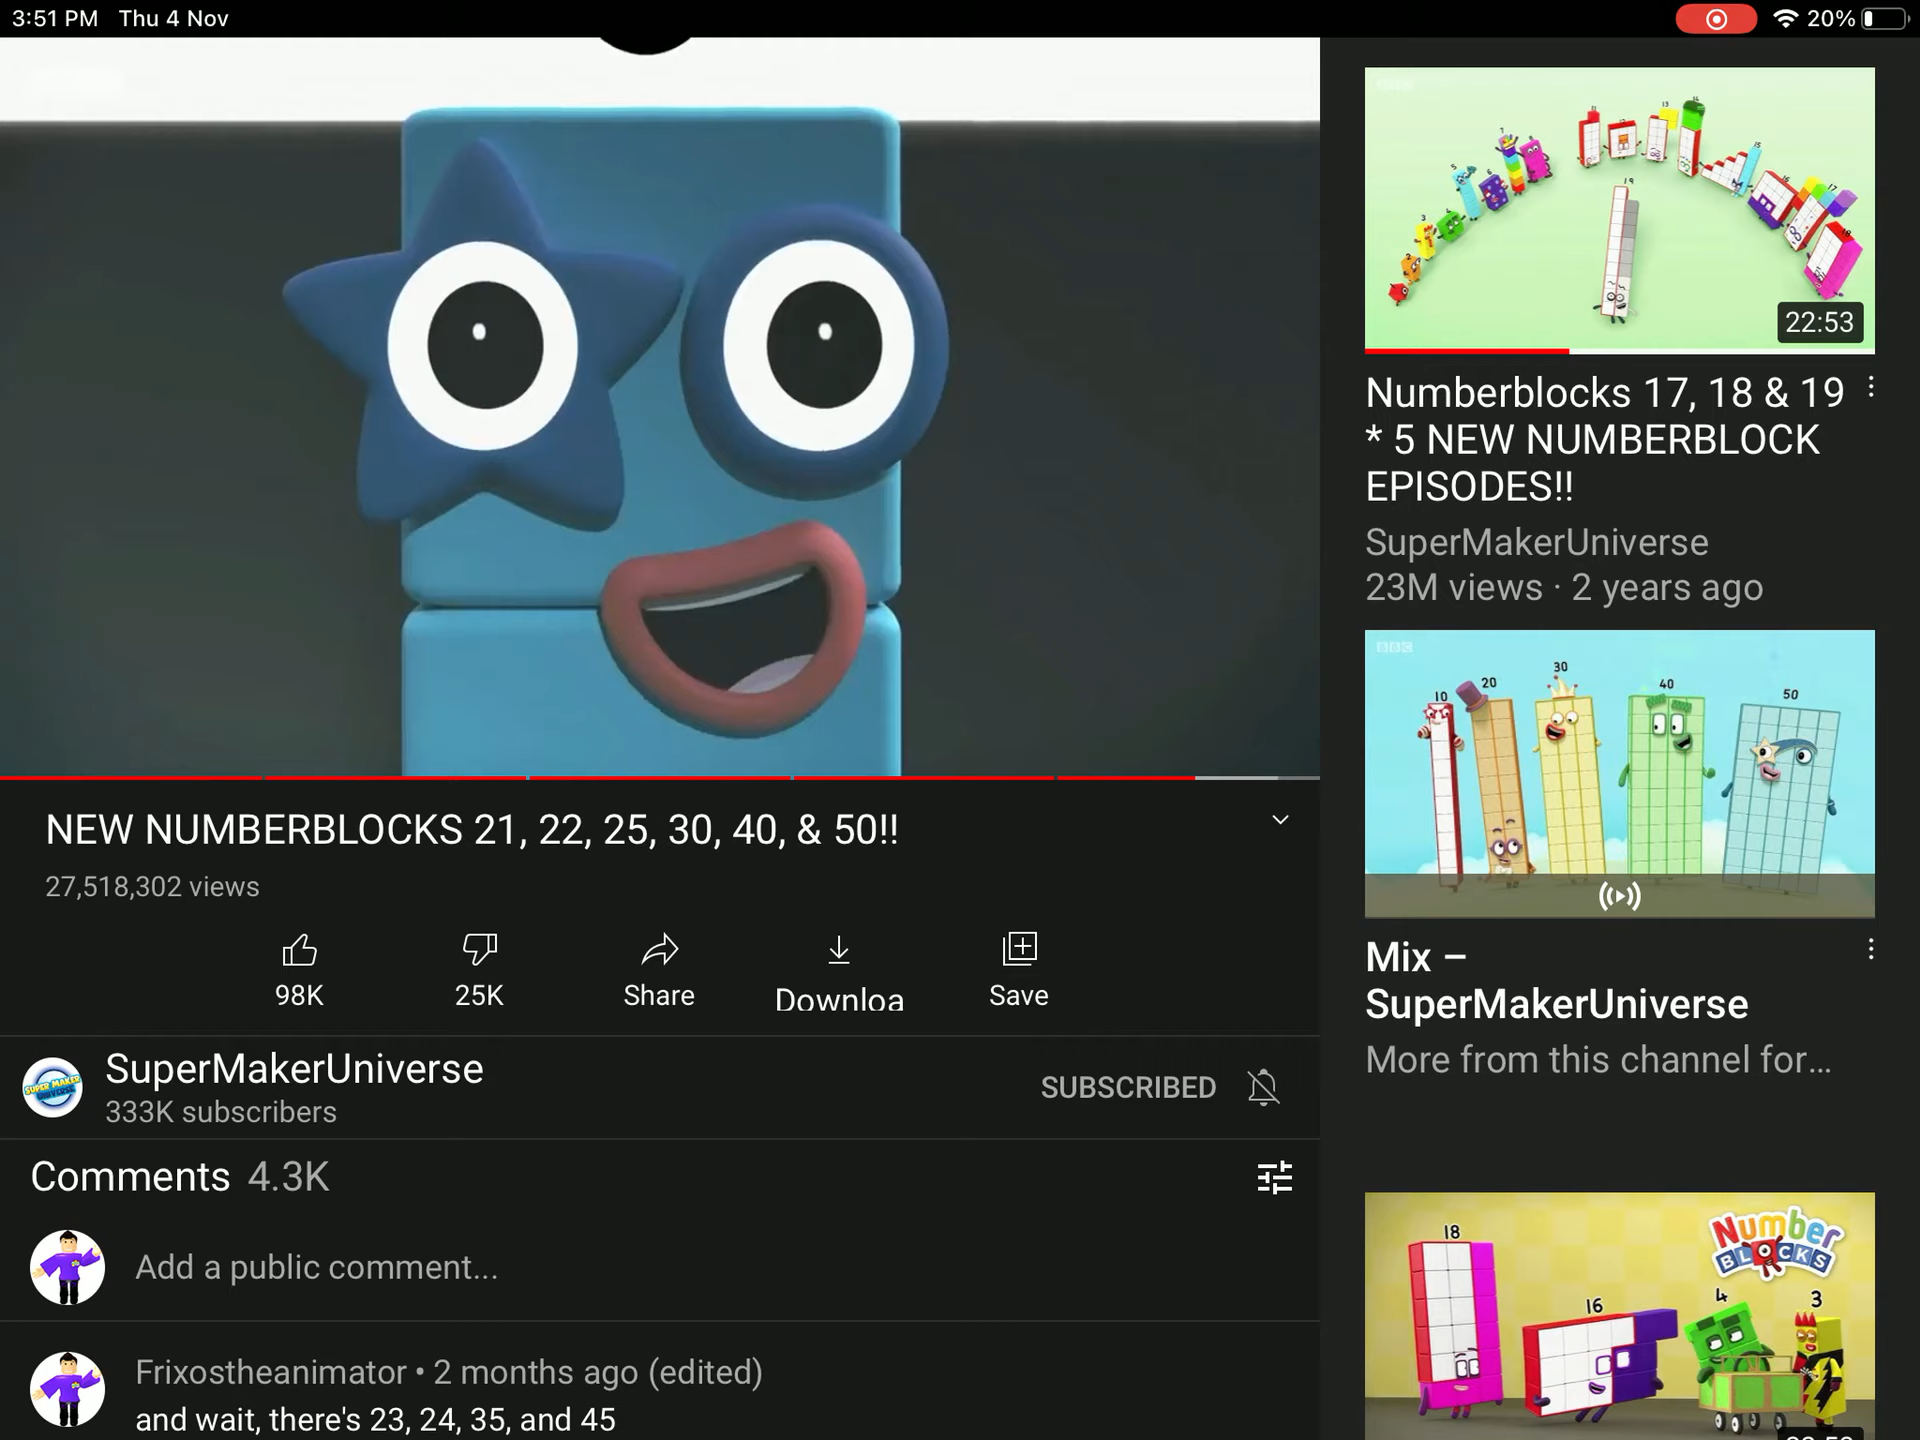 3:51 PM Thu 4 Nov
20%
NEW NUMBERBLOCKS 21, 22, 25, 30, 40, & 50!!
27,518,302 views
98K
25K
Share
Downloa
Save
SUPER MAKER
UNIVERSE
SuperMakerUniverse
333K subscribers
SUBSCRIBED
Comments 4.3K
Add a public comment...
Frixostheanimator • 2 months ago (edited)
and wait, there's 23, 24, 35, and 45
22:53
Numberblocks 17, 18 & 19
* 5 NEW NUMBERBLOCK
EPISODES!!
SuperMakerUniverse
23M views · 2 years ago
BBC
10 20 30 40 50
Mix –
SuperMakerUniverse
More from this channel for...
Number
BLOCKS
18 16 4 3